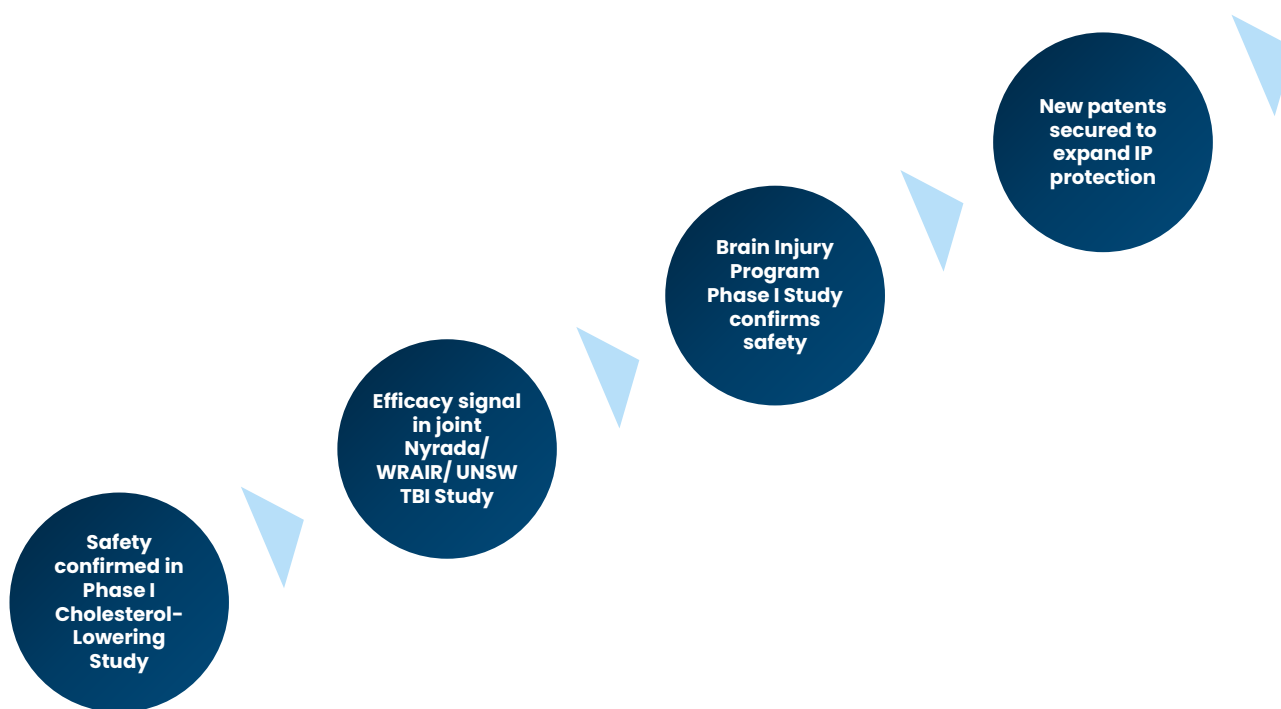 New patents
secured to
expand IP
protection
Brain Injury
Program
Phase I Study
confirms
safety
Efficacy signal
in joint
Nyrada/
WRAIR/ UNSW
TBI Study
Safety
confirmed in
Phase I
Cholesterol-
Lowering
Study